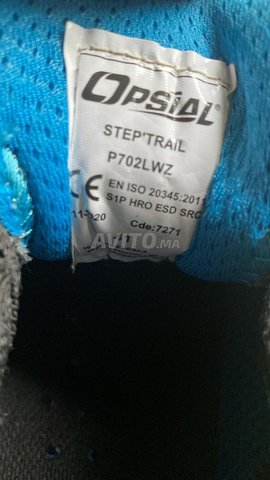 OPSIAL
STEP'TRAIL
P702LWZ
CE EN ISO 20345:2011
S1P HRO ESD SRC
Cde:7271
AVITO.MA